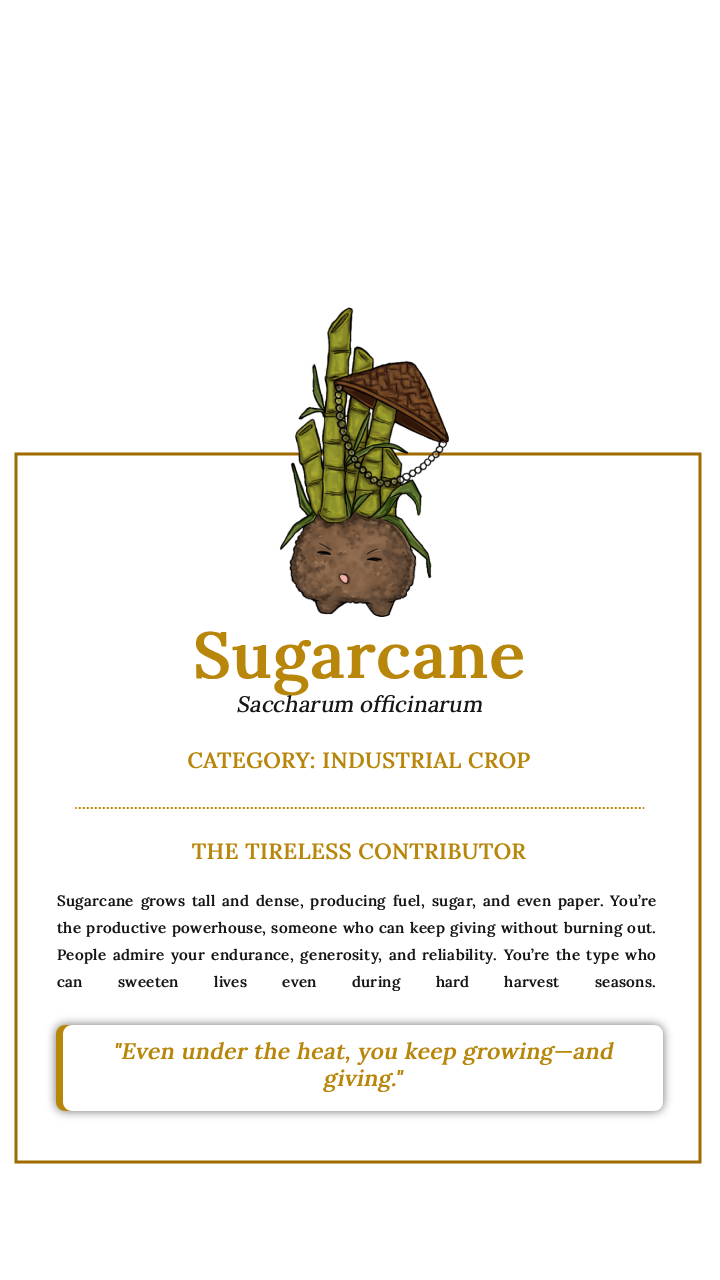 Sugarcane
Saccharum officinarum
CATEGORY: INDUSTRIAL CROP
THE TIRELESS CONTRIBUTOR
Sugarcane grows tall and dense, producing fuel, sugar, and even paper. You’re
the productive powerhouse, someone who can keep giving without burning out.
People admire your endurance, generosity, and reliability. You’re the type who
can sweeten lives even during hard harvest seasons.
"Even under the heat, you keep growing—and
giving."